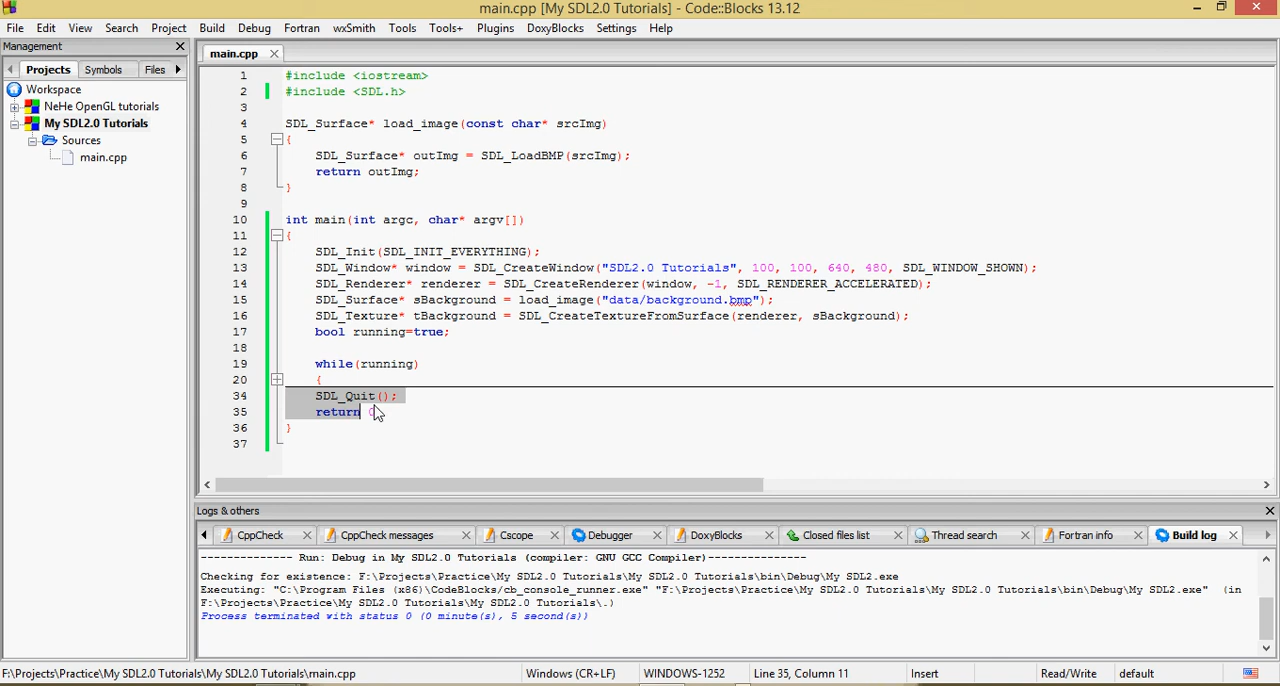 main.cpp [My SDL2.0 Tutorials] - Code::Blocks 13.12
File Edit View Search Project Build Debug Fortran wxSmith Tools Tools+ Plugins DoxyBlocks Settings Help
Management
Projects Symbols Files
Workspace
NeHe OpenGL tutorials
My SDL2.0 Tutorials
Sources
main.cpp
main.cpp
1 #include <iostream>
2 #include <SDL.h>
3
4 SDL_Surface* load_image(const char* srcImg)
5 {
6 SDL_Surface* outImg = SDL_LoadBMP(srcImg);
7 return outImg;
8 }
9
10 int main(int argc, char* argv[])
11 {
12 SDL_Init(SDL_INIT_EVERYTHING);
13 SDL_Window* window = SDL_CreateWindow("SDL2.0 Tutorials", 100, 100, 640, 480, SDL_WINDOW_SHOWN);
14 SDL_Renderer* renderer = SDL_CreateRenderer(window, -1, SDL_RENDERER_ACCELERATED);
15 SDL_Surface* sBackground = load_image("data/background.bmp");
16 SDL_Texture* tBackground = SDL_CreateTextureFromSurface(renderer, sBackground);
17 bool running=true;
18
19 while(running)
20 {
34 SDL_Quit();
35 return
36 }
37
Logs & others
CppCheck CppCheck messages Cscope Debugger DoxyBlocks Closed files list Thread search Fortran info Build log
-------------- Run: Debug in My SDL2.0 Tutorials (compiler: GNU GCC Compiler)---------------
Checking for existence: F:\Projects\Practice\My SDL2.0 Tutorials\My SDL2.0 Tutorials\bin\Debug\My SDL2.exe
Executing: "C:\Program Files (x86)\CodeBlocks/cb_console_runner.exe" "F:\Projects\Practice\My SDL2.0 Tutorials\My SDL2.0 Tutorials\bin\Debug\My SDL2.exe" (in
F:\Projects\Practice\My SDL2.0 Tutorials\My SDL2.0 Tutorials\.)
Process terminated with status 0 (0 minute(s), 5 second(s))
F:\Projects\Practice\My SDL2.0 Tutorials\My SDL2.0 Tutorials\main.cpp Windows (CR+LF) WINDOWS-1252 Line 35, Column 11 Insert Read/Write default